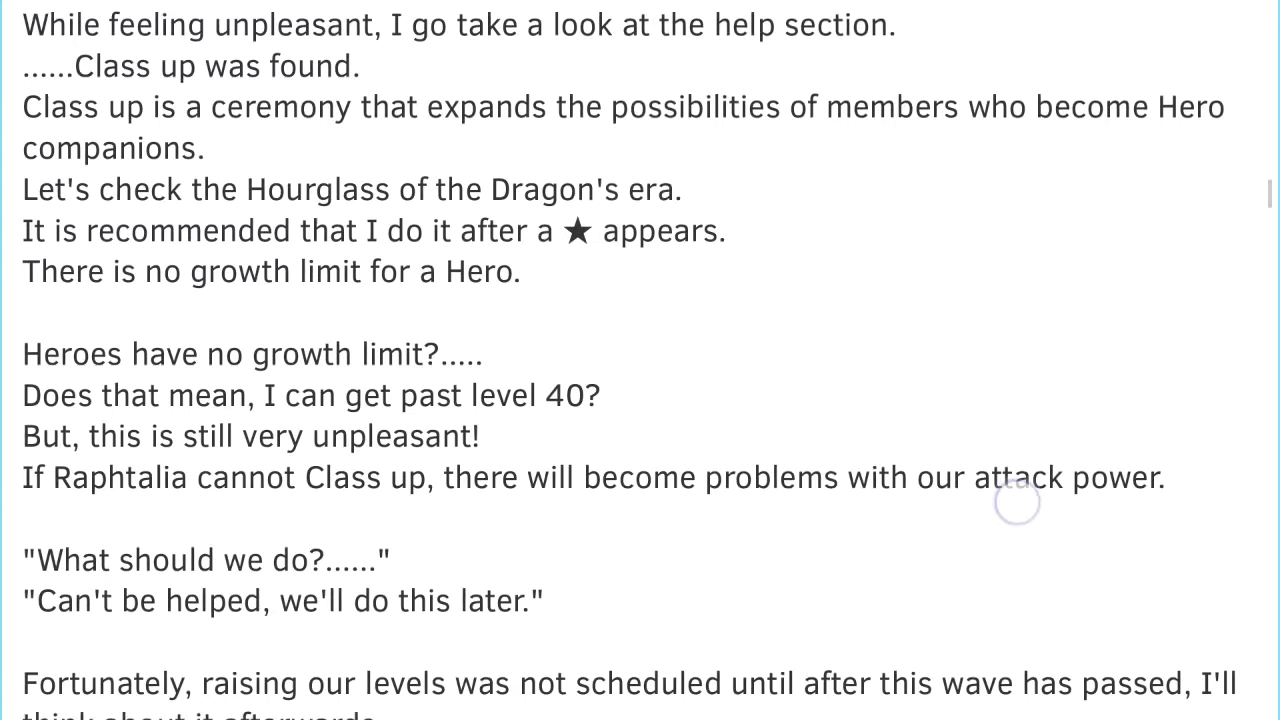 While feeling unpleasant, I go take a look at the help section.
......Class up was found.
Class up is a ceremony that expands the possibilities of members who become Hero
companions.
Let's check the Hourglass of the Dragon's era.
It is recommended that I do it after a ★ appears.
There is no growth limit for a Hero.
Heroes have no growth limit?.....
Does that mean, I can get past level 40?
But, this is still very unpleasant!
If Raphtalia cannot Class up, there will become problems with our attack power.
"What should we do?......"
"Can't be helped, we'll do this later."
Fortunately, raising our levels was not scheduled until after this wave has passed, I'll
think about it afterwards.